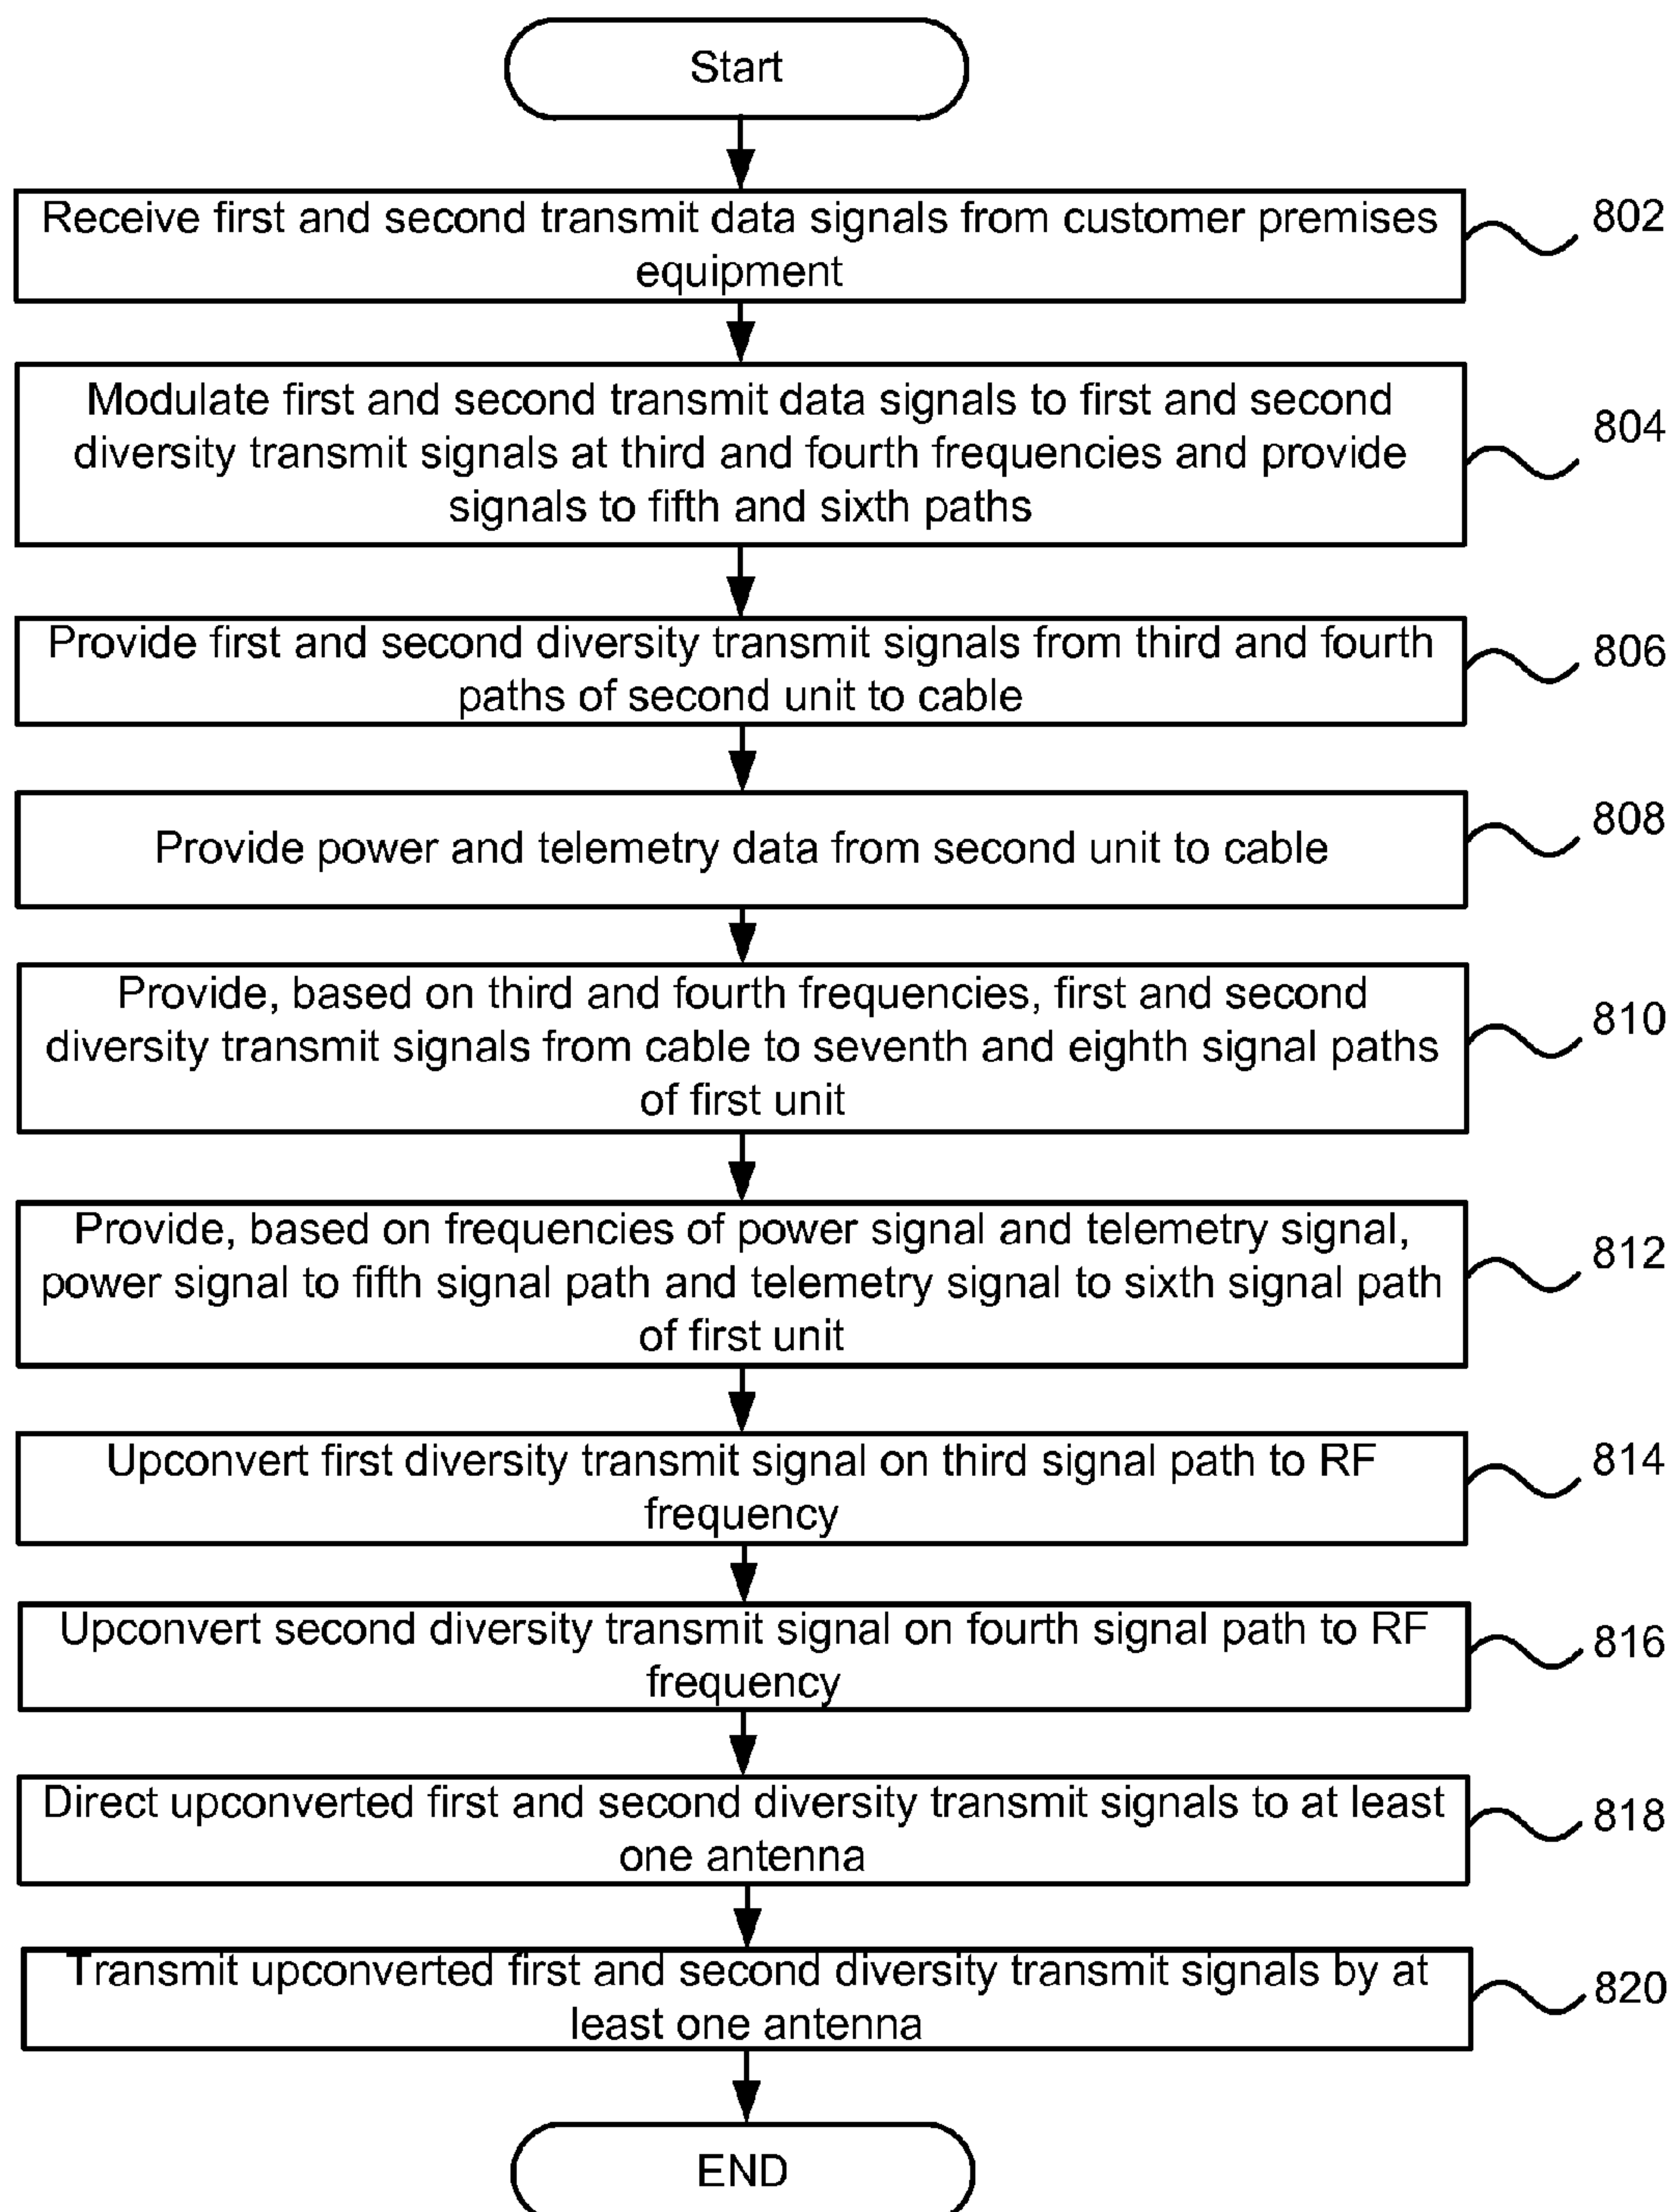 Start
Receive first and second transmit data signals from customer premises
equipment
802
Modulate first and second transmit data signals to first and second
diversity transmit signals at third and fourth frequencies and provide
signals to fifth and sixth paths
804
Provide first and second diversity transmit signals from third and fourth
paths of second unit to cable
806
Provide power and telemetry data from second unit to cable
808
Provide, based on third and fourth frequencies, first and second
diversity transmit signals from cable to seventh and eighth signal paths
of first unit
810
Provide, based on frequencies of power signal and telemetry signal,
power signal to fifth signal path and telemetry signal to sixth signal path
of first unit
812
Upconvert first diversity transmit signal on third signal path to RF
frequency
814
Upconvert second diversity transmit signal on fourth signal path to RF
frequency
816
Direct upconverted first and second diversity transmit signals to at least
one antenna
818
Transmit upconverted first and second diversity transmit signals by at
least one antenna
820
END